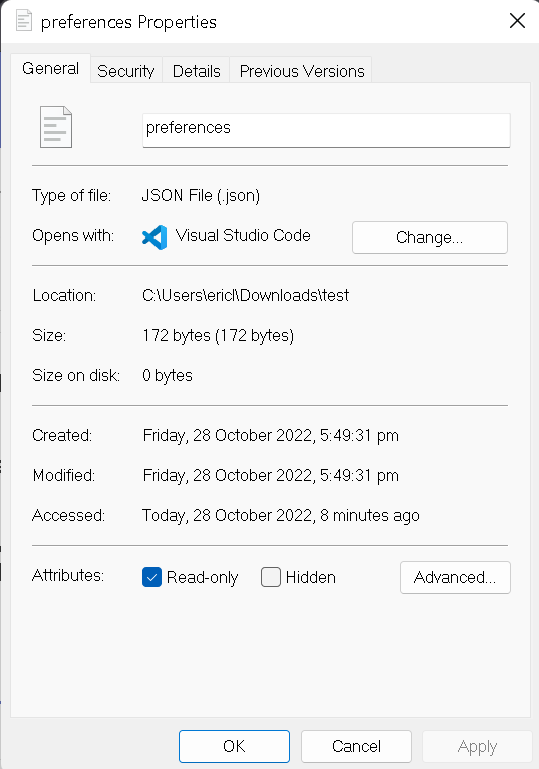 preferences Properties
General Security Details Previous Versions
preferences
Type of file: JSON File (.json)
Opens with: Visual Studio Code Change...
Location: C:\Users\ericl\Downloads\test
Size: 172 bytes (172 bytes)
Size on disk: 0 bytes
Created: Friday, 28 October 2022, 5:49:31 pm
Modified: Friday, 28 October 2022, 5:49:31 pm
Accessed: Today, 28 October 2022, 8 minutes ago
Attributes: Read-only Hidden Advanced...
OK Cancel Apply